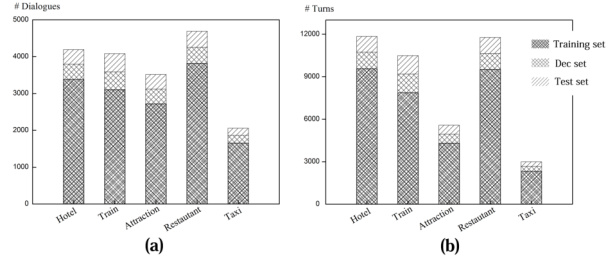 # Dialogues
5000
4000
3000
2000
1000
0
Hotel
Train
Attraction
Restautant
Taxi
(a)
# Turns
12000
9000
6000
3000
0
Hotel
Train
Attraction
Restautant
Taxi
(b)
Training set
Dec set
Test set